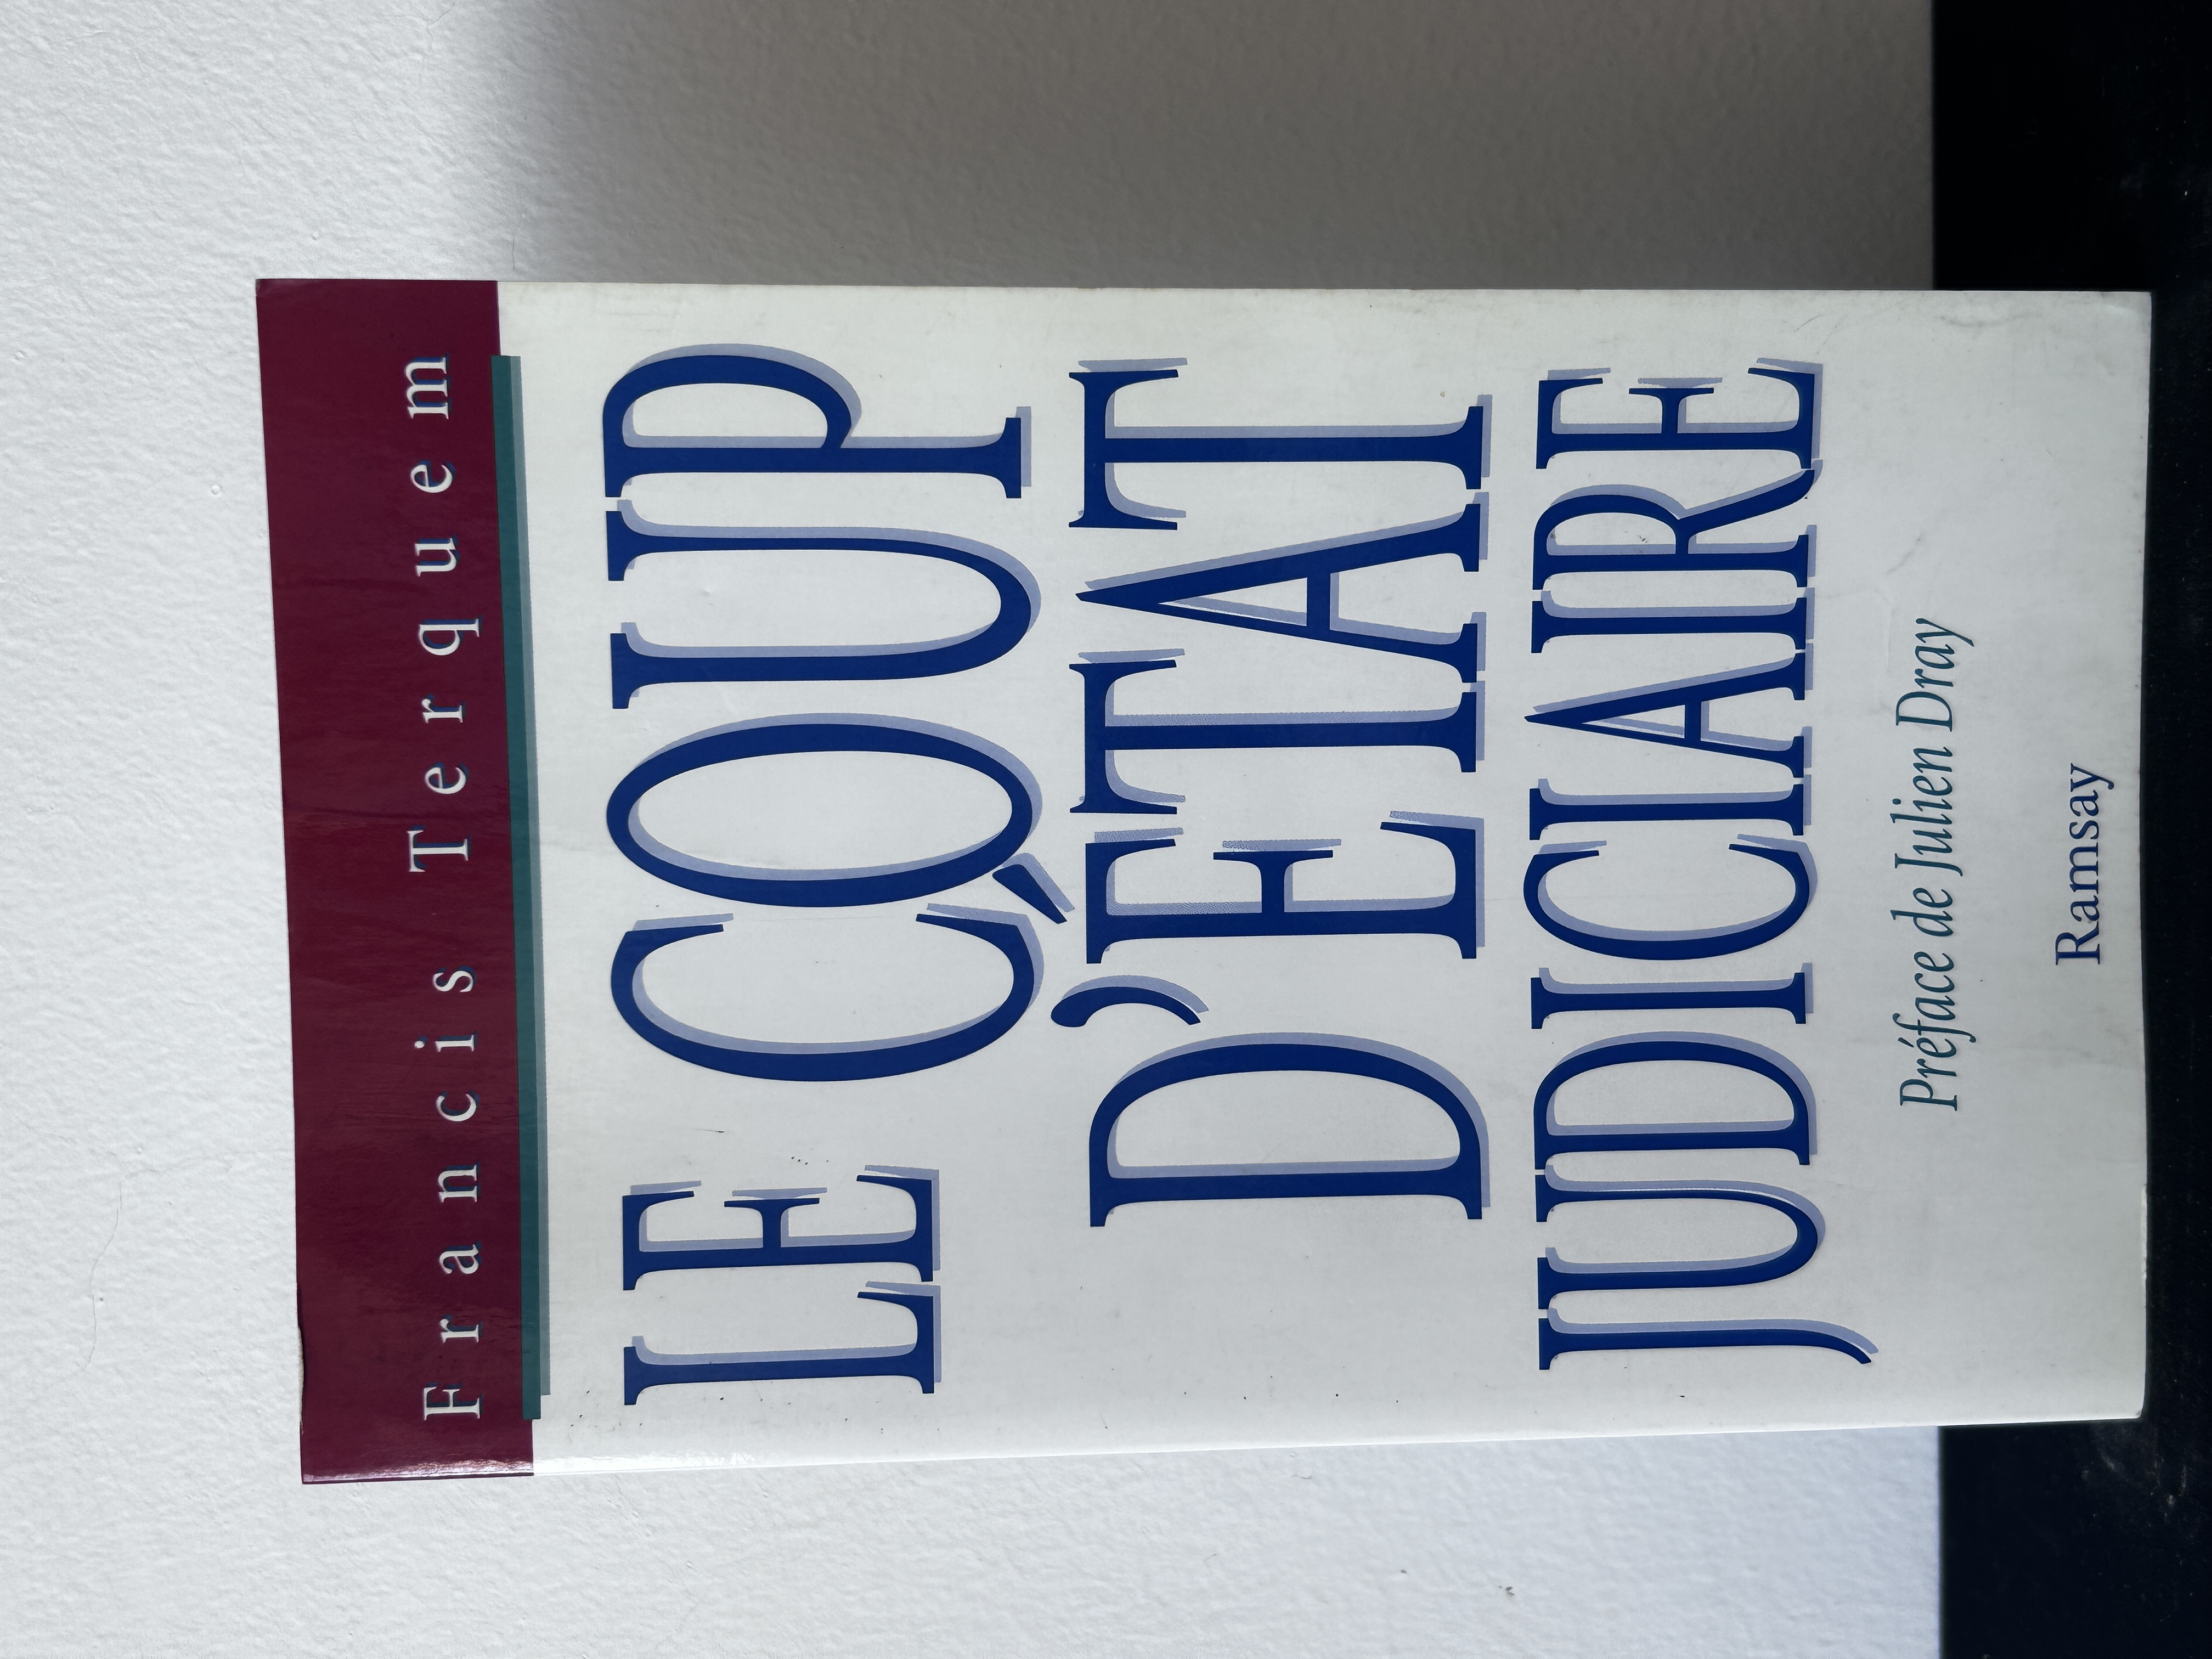 Francis Terquem
LE COUP
D'ÉTAT
JUDICIAIRE
Préface de Julien Dray
Ramsay